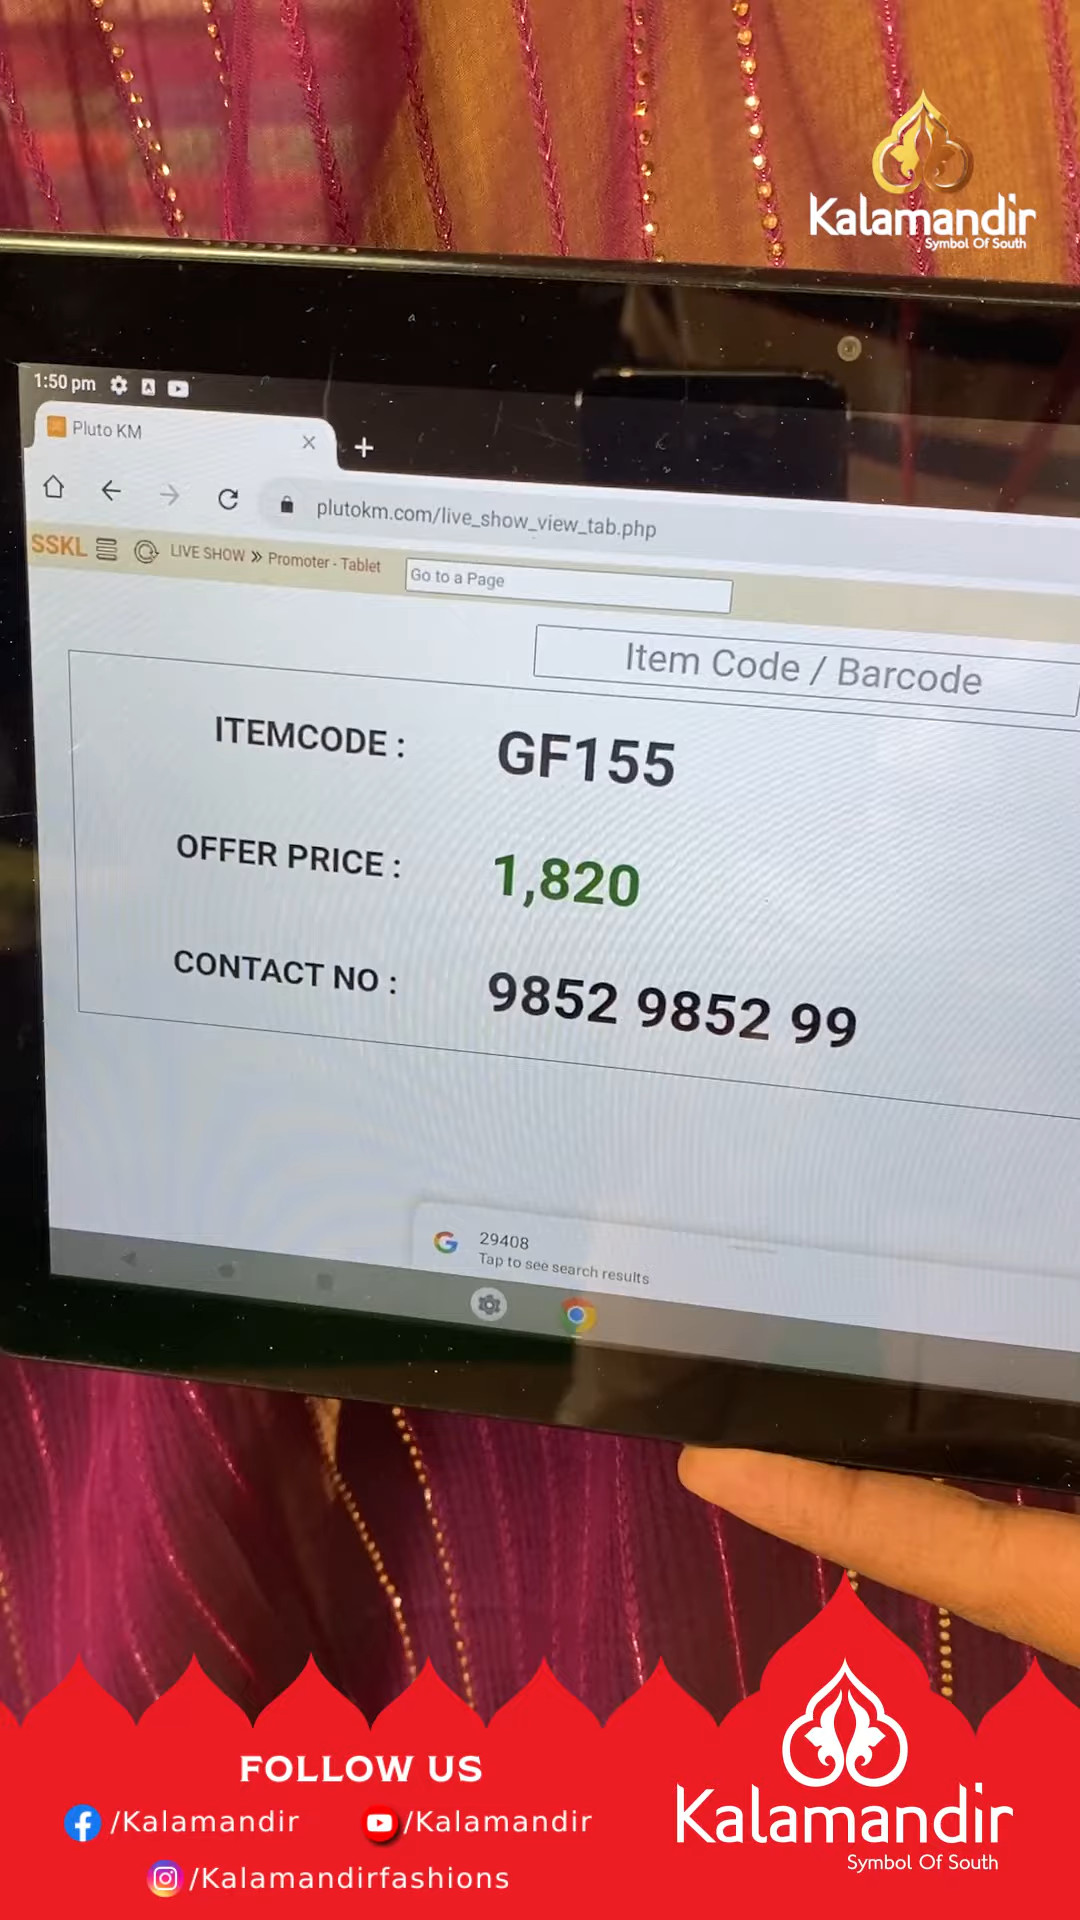 Kalamandir
Symbol Of South
1:50 pm
Pluto KM
plutokm.com/live_show_view_tab.php
SSKL LIVE SHOW » Promoter - Tablet Go to a Page
Item Code / Barcode
ITEMCODE : GF155
OFFER PRICE : 1,820
CONTACT NO : 9852 9852 99
29408
Tap to see search results
FOLLOW US
/Kalamandir /Kalamandir
/Kalamandirfashions
Kalamandir
Symbol Of South